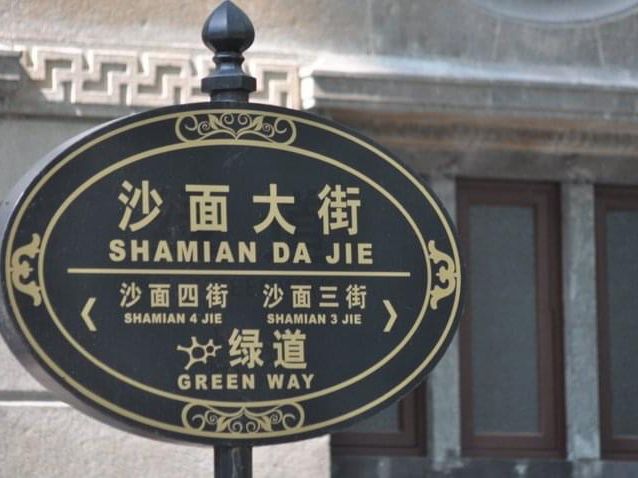 沙面大街
SHAMIAN DA JIE
沙面四街 沙面三街
SHAMIAN 4 JIE SHAMIAN 3 JIE
绿道
GREEN WAY